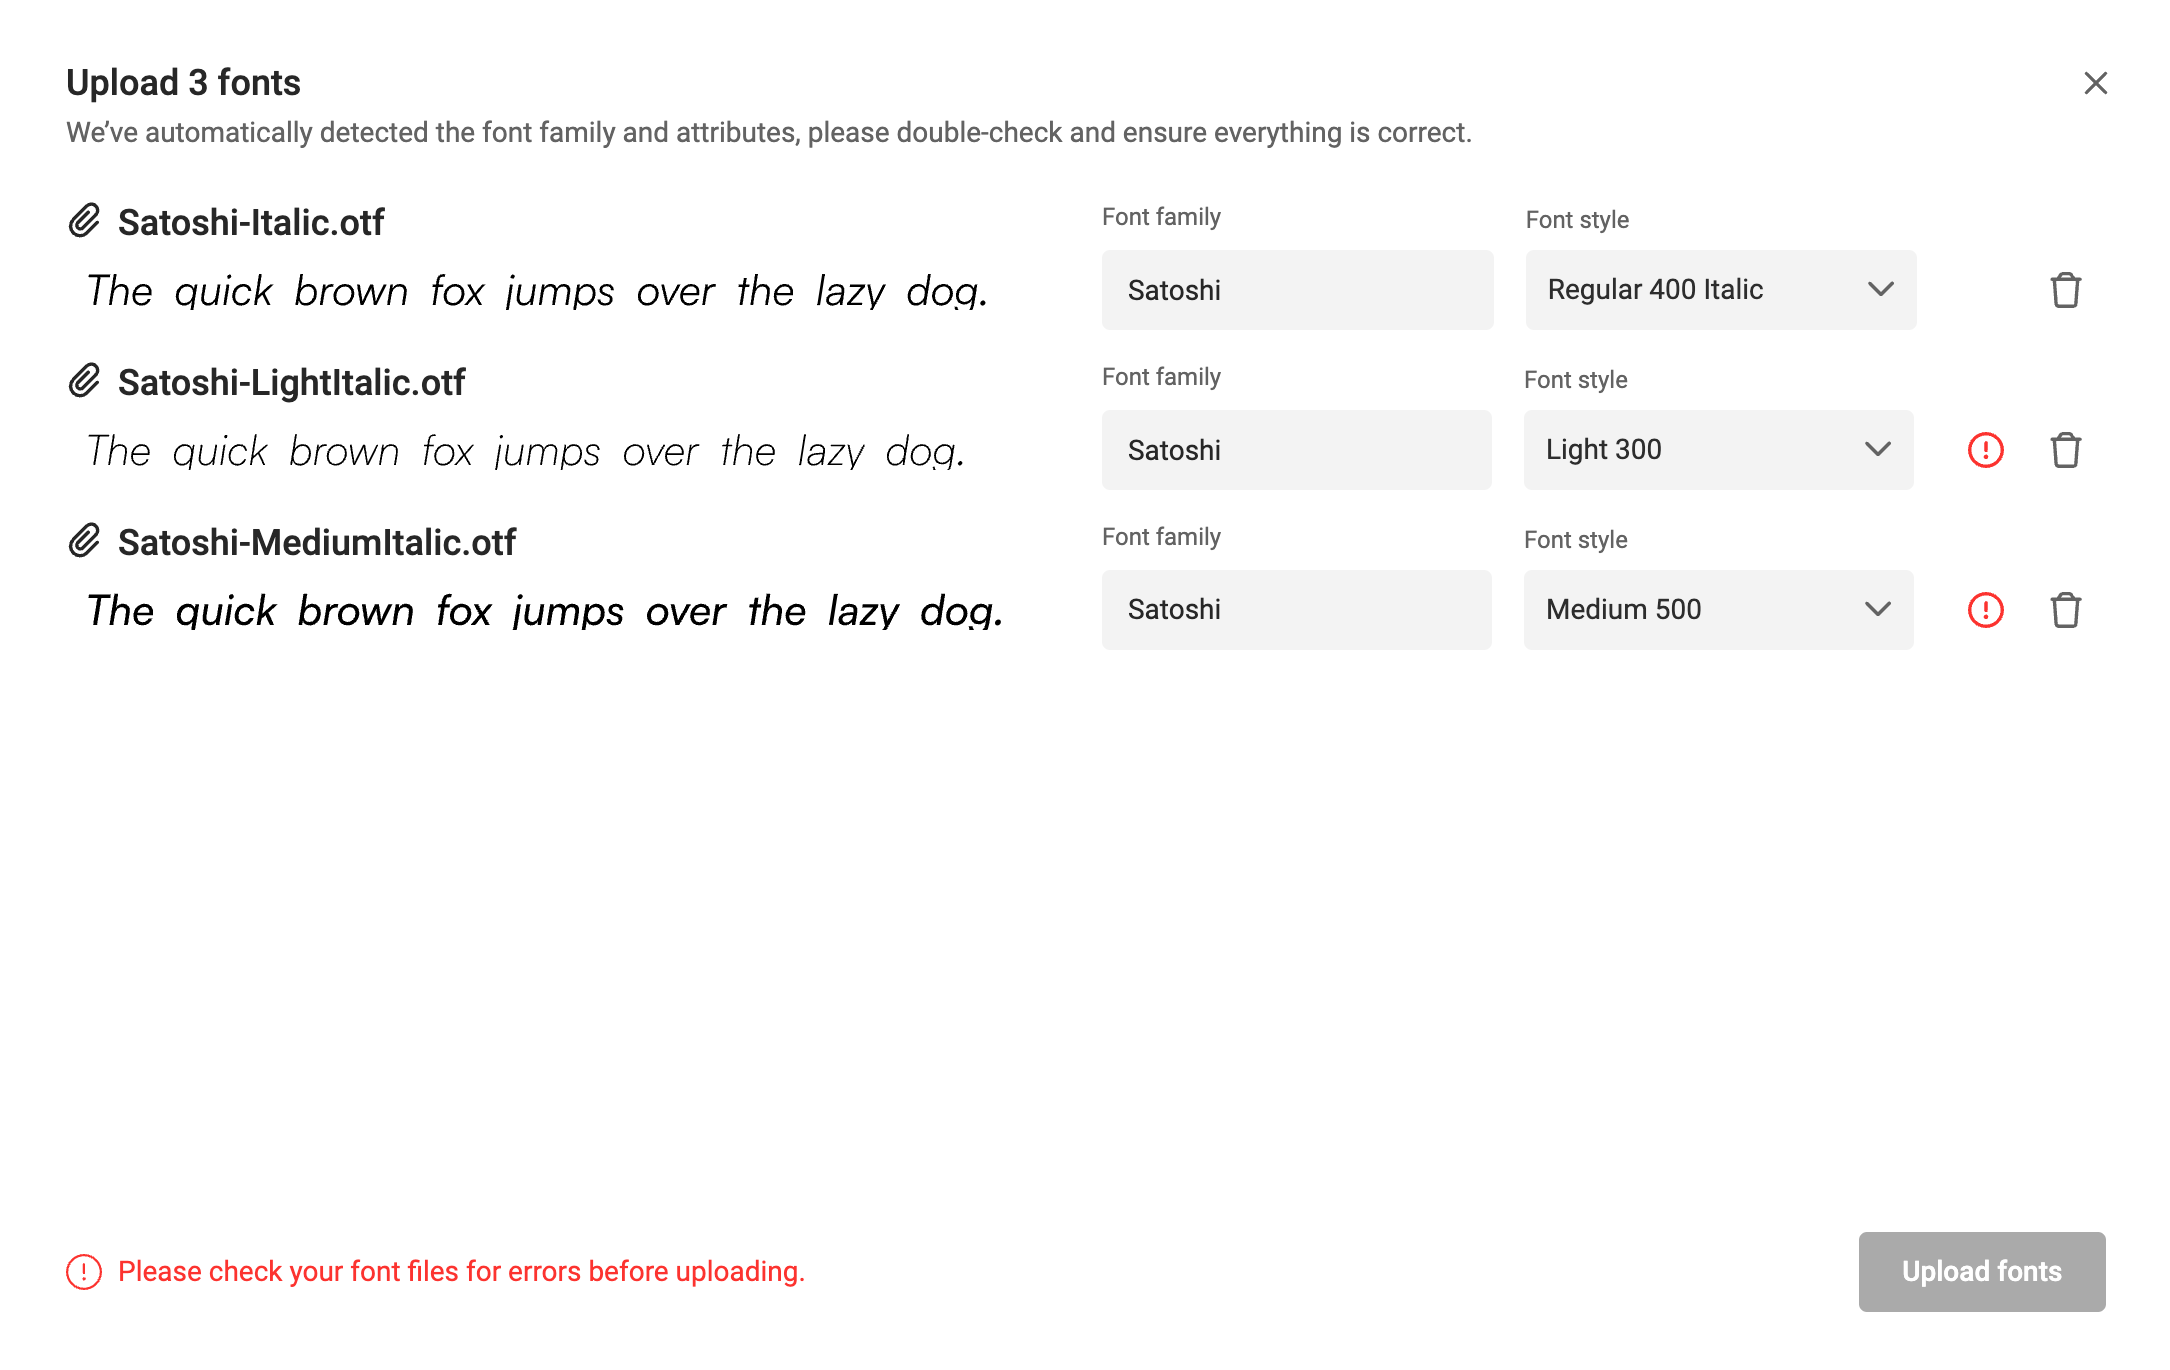 Upload 3 fonts
We’ve automatically detected the font family and attributes, please double-check and ensure everything is correct.
Satoshi-Italic.otf
The quick brown fox jumps over the lazy dog.
Font family
Satoshi
Font style
Regular 400 Italic
Satoshi-LightItalic.otf
The quick brown fox jumps over the lazy dog.
Font family
Satoshi
Font style
Light 300
Satoshi-MediumItalic.otf
The quick brown fox jumps over the lazy dog.
Font family
Satoshi
Font style
Medium 500
Please check your font files for errors before uploading.
Upload fonts